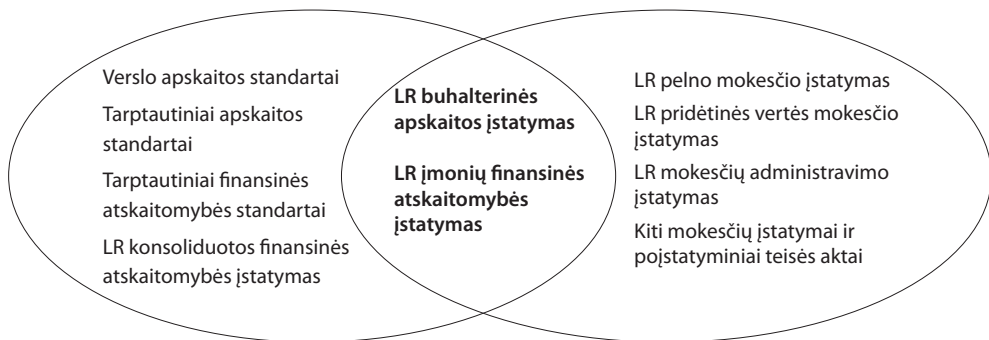 Verslo apskaitos standartai
Tarptautiniai apskaitos
standartai
Tarptautiniai finansinės
atskaitomybės standartai
LR konsoliduotos finansinės
atskaitomybės įstatymas
LR buhalterinės
apskaitos įstatymas
LR įmonių finansinės
atskaitomybės
įstatymas
LR pelno mokesčio įstatymas
LR pridėtinės vertės mokesčio
įstatymas
LR mokesčių administravimo
įstatymas
Kiti mokesčių įstatymai ir
poįstatyminiai teisės aktai